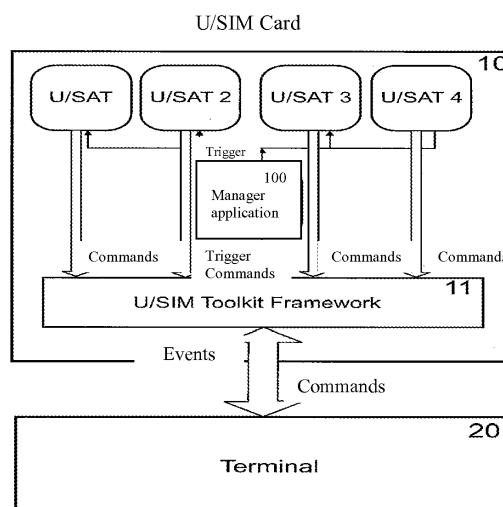 U/SIM Card
10
U/SAT
U/SAT 2
U/SAT 3
U/SAT 4
Trigger
100
Manager
application
Commands
Trigger
Commands
Commands
Command
11
U/SIM Toolkit Framework
Events
Commands
20
Terminal